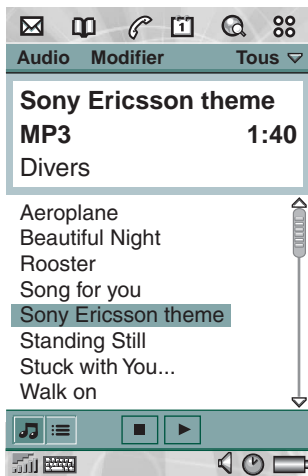 1
Audio Modifier Tous
Sony Ericsson theme
MP3 1:40
Divers
Aeroplane
Beautiful Night
Rooster
Song for you
Sony Ericsson theme
Standing Still
Stuck with You...
Walk on